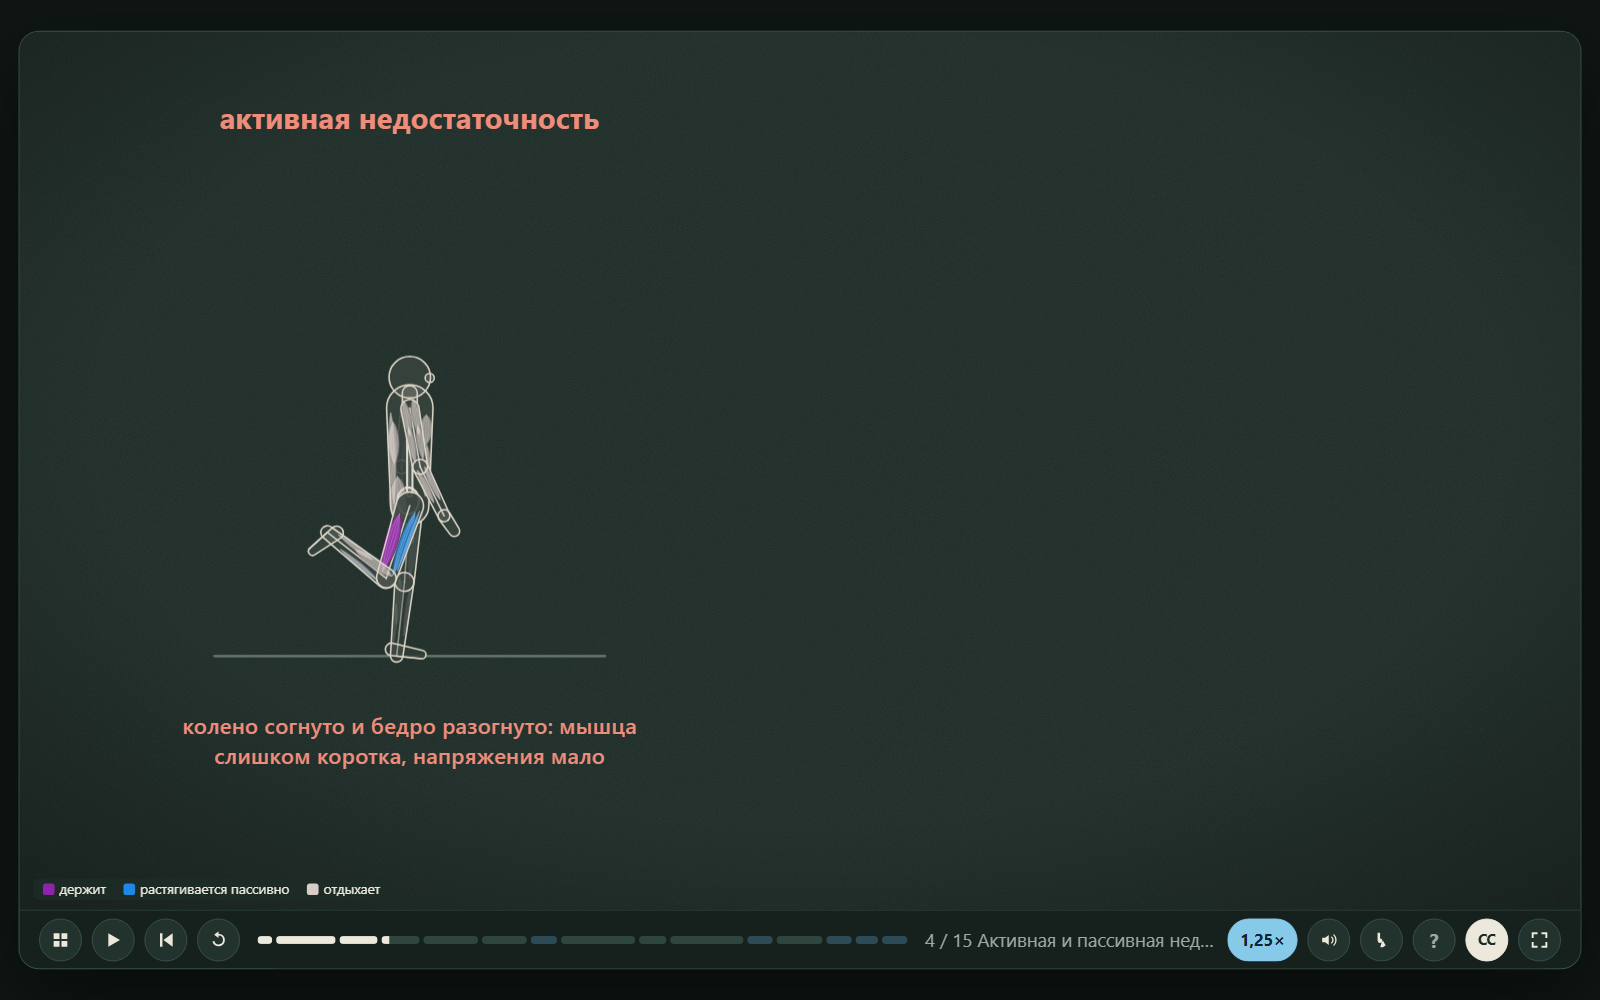 активная недостаточность
колено согнуто и бедро разогнуто: мышца
слишком коротка, напряжения мало
держит растягивается пассивно отдыхает
4 / 15 Активная и пассивная нед... 1,25× ? CC